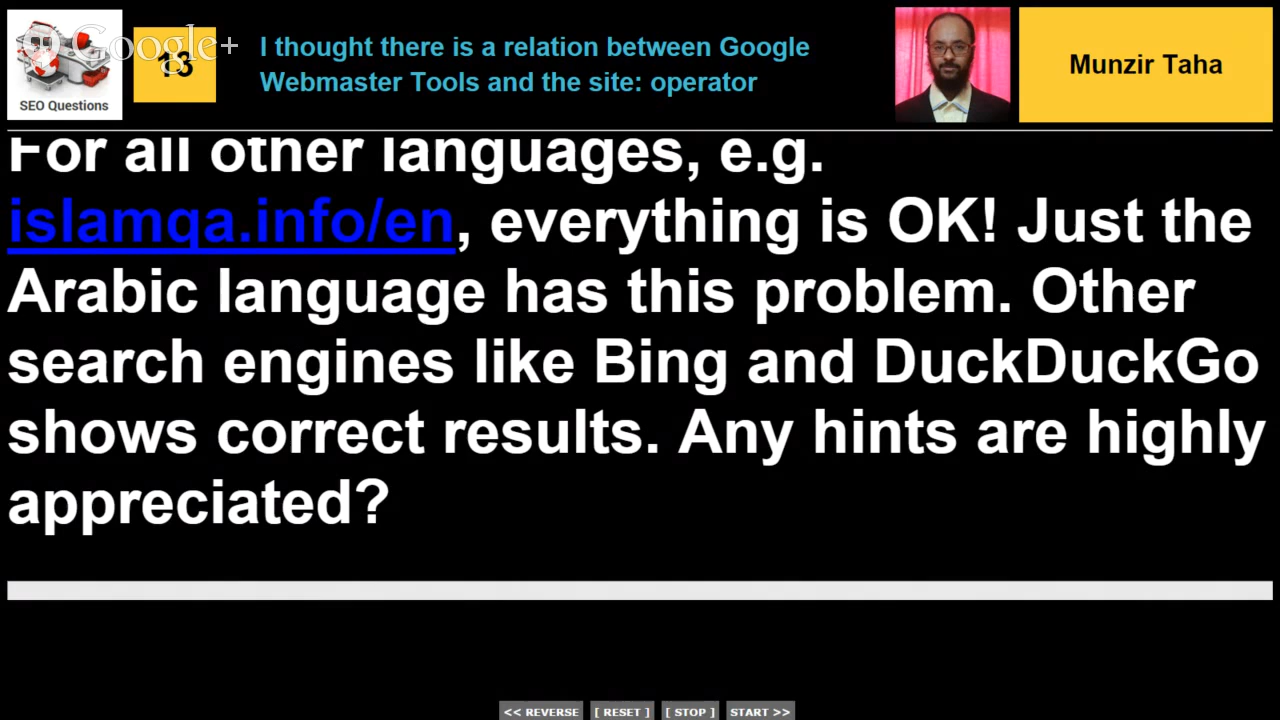 Google+
SEO Questions
13
I thought there is a relation between Google
Webmaster Tools and the site: operator
Munzir Taha
For all other languages, e.g.
islamqa.info/en, everything is OK! Just the
Arabic language has this problem. Other
search engines like Bing and DuckDuckGo
shows correct results. Any hints are highly
appreciated?
<< REVERSE [ RESET ] [ STOP ] START >>